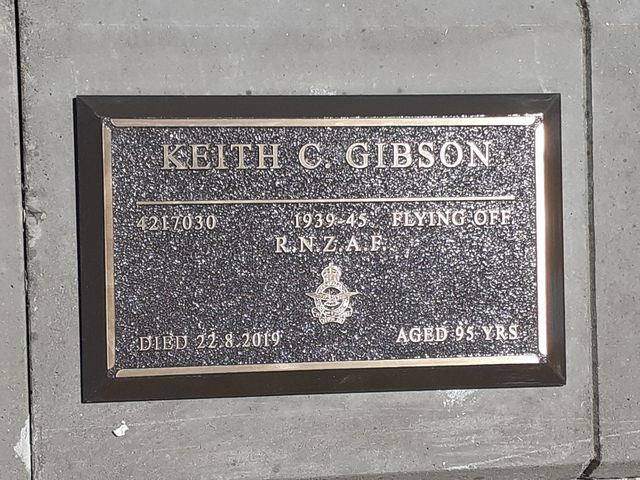 KEITH C. GIBSON
4217030 1939-45 FLYING OFF
R.N.Z.A.F.
DIED 22.8.2019 AGED 95 YRS